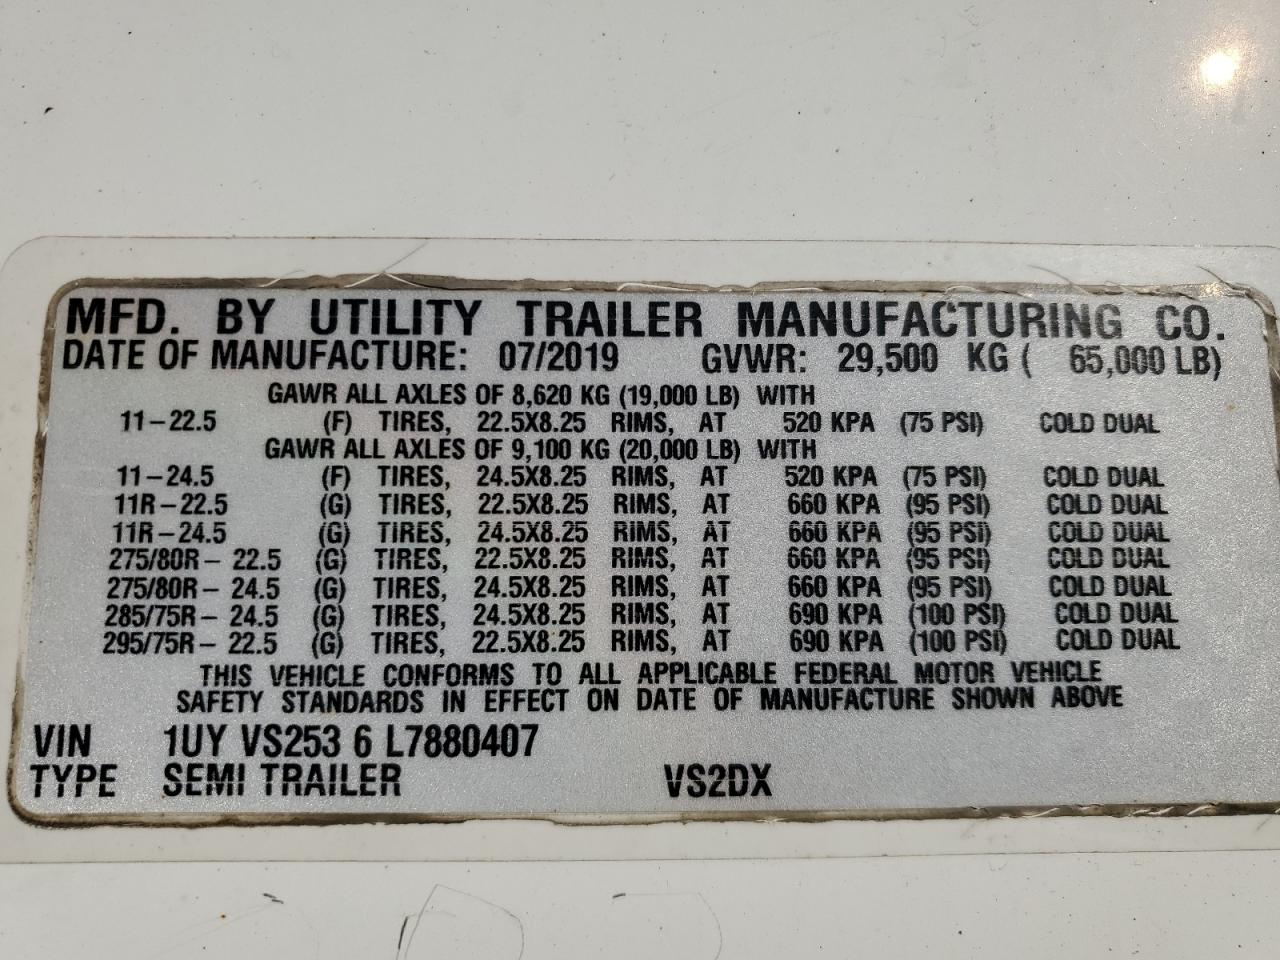 MFD. BY UTILITY TRAILER MANUFACTURING CO.
DATE OF MANUFACTURE: 07/2019 GVWR: 29,500 KG ( 65,000 LB)
GAWR ALL AXLES OF 8,620 KG (19,000 LB) WITH
11-22.5 (F) TIRES, 22.5X8.25 RIMS, AT 520 KPA (75 PSI) COLD DUAL
GAWR ALL AXLES OF 9,100 KG (20,000 LB) WITH
11-24.5 (F) TIRES, 24.5X8.25 RIMS, AT 520 KPA (75 PSI) COLD DUAL
11R-22.5 (G) TIRES, 22.5X8.25 RIMS, AT 660 KPA (95 PSI) COLD DUAL
11R-24.5 (G) TIRES, 24.5X8.25 RIMS, AT 660 KPA (95 PSI) COLD DUAL
275/80R- 22.5 (G) TIRES, 22.5X8.25 RIMS, AT 660 KPA (95 PSI) COLD DUAL
275/80R- 24.5 (G) TIRES, 24.5X8.25 RIMS, AT 660 KPA (95 PSI) COLD DUAL
285/75R- 24.5 (G) TIRES, 24.5X8.25 RIMS, AT 690 KPA (100 PSI) COLD DUAL
295/75R- 22.5 (G) TIRES, 22.5X8.25 RIMS, AT 690 KPA (100 PSI) COLD DUAL
THIS VEHICLE CONFORMS TO ALL APPLICABLE FEDERAL MOTOR VEHICLE
SAFETY STANDARDS IN EFFECT ON DATE OF MANUFACTURE SHOWN ABOVE
VIN 1UY VS253 6 L7880407
TYPE SEMI TRAILER VS2DX